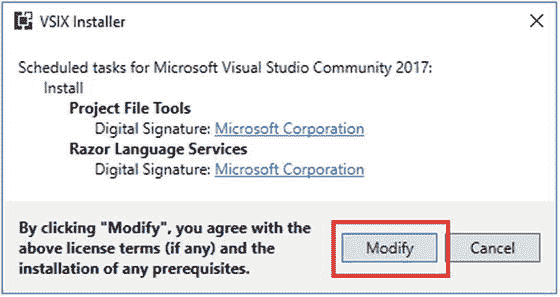 VSIX Installer
Scheduled tasks for Microsoft Visual Studio Community 2017:
Install
Project File Tools
Digital Signature: Microsoft Corporation
Razor Language Services
Digital Signature: Microsoft Corporation
By clicking "Modify", you agree with the
above license terms (if any) and the
installation of any prerequisites.
Modify
Cancel